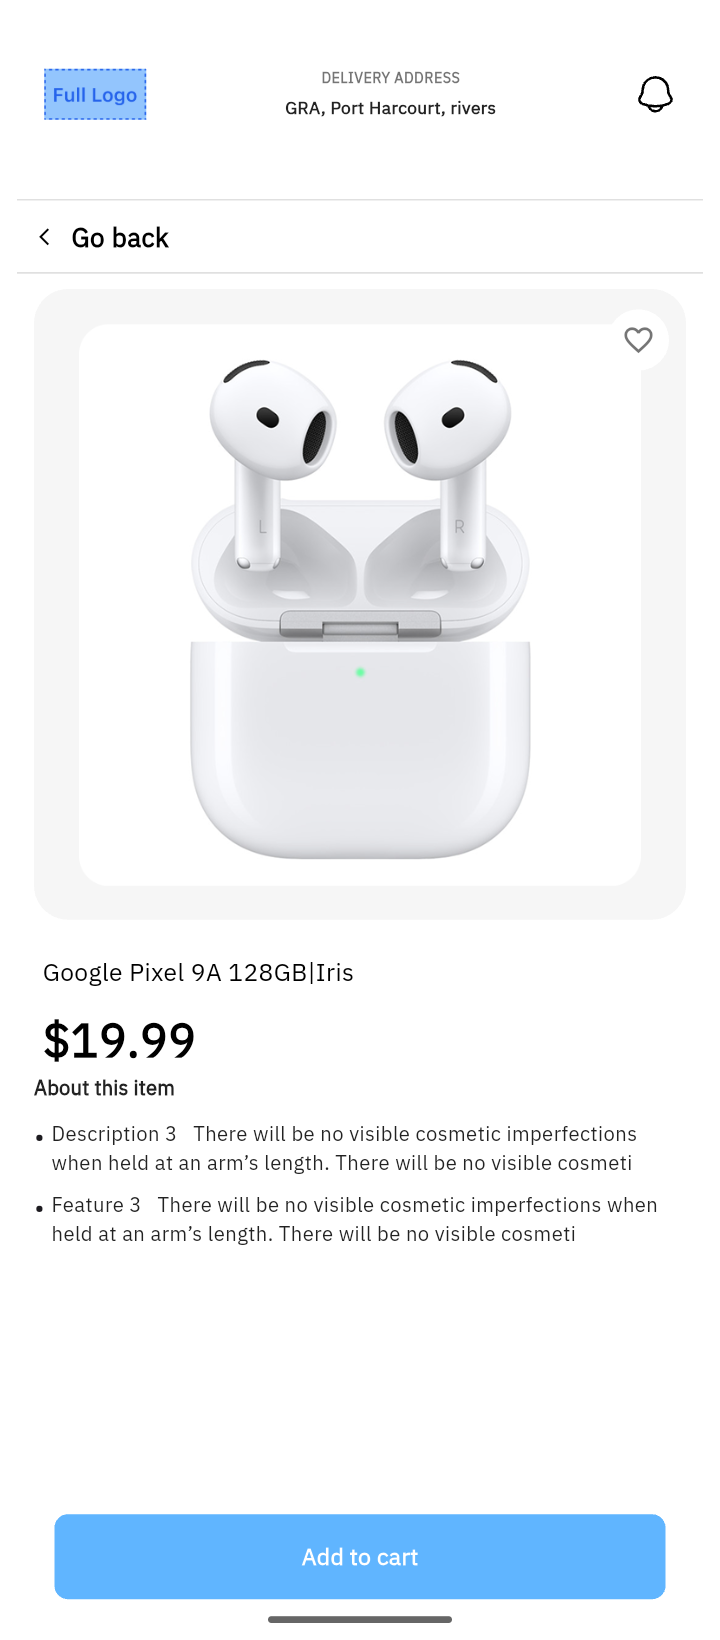 Full Logo
DELIVERY ADDRESS
GRA, Port Harcourt, rivers
Go back
L
R
Google Pixel 9A 128GB|Iris
$19.99
About this item
• Description 3 There will be no visible cosmetic imperfections
when held at an arm’s length. There will be no visible cosmeti
• Feature 3 There will be no visible cosmetic imperfections when
held at an arm’s length. There will be no visible cosmeti
Add to cart